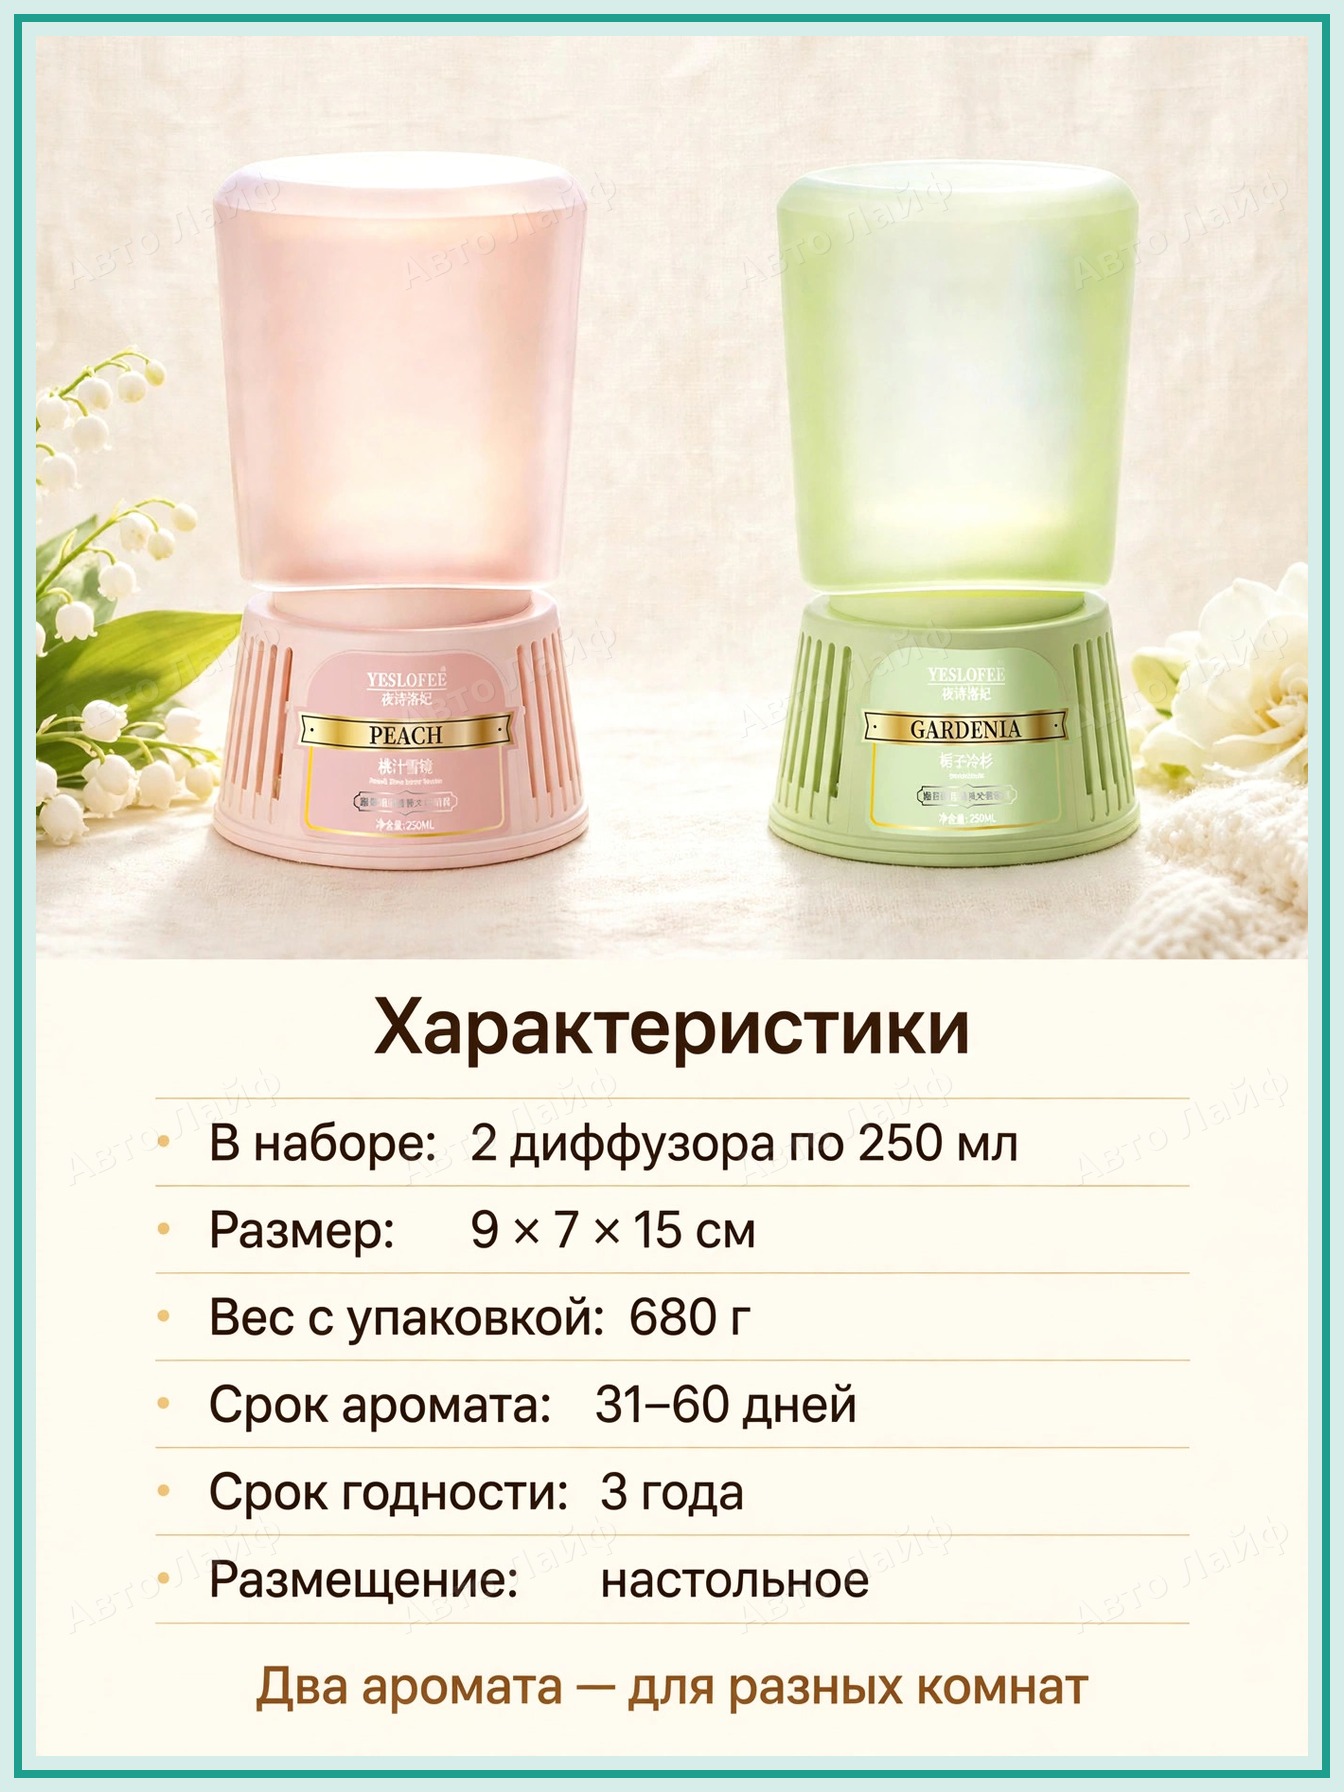 YESLOFEE
夜诗洛妃
PEACH
桃汁雪镜
净含量:250ML
YESLOFEE
夜诗洛妃
GARDENIA
栀子冷杉
净含量:250ML
Характеристики
• В наборе: 2 диффузора по 250 мл
• Размер: 9 × 7 × 15 см
• Вес с упаковкой: 680 г
• Срок аромата: 31–60 дней
• Срок годности: 3 года
• Размещение: настольное
Два аромата — для разных комнат
Авто Лайф